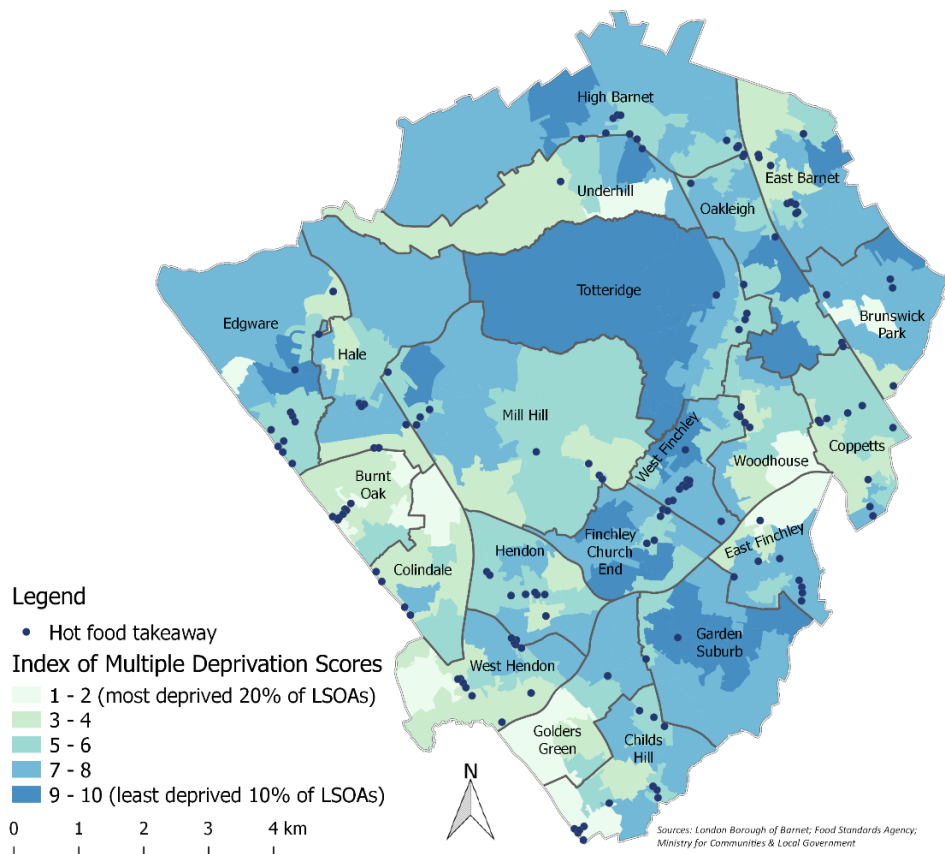 High Barnet
East Barnet
Underhill
Oakleigh
Totteridge
Edgware
Brunswick
Park
Hale
Mill Hill
West Finchley
Woodhouse
Coppetts
Burnt
Oak
Finchley
Church
End
East Finchley
Hendon
Colindale
Garden
Suburb
West Hendon
Golders
Green
Childs
Hill
Legend
Hot food takeaway
Index of Multiple Deprivation Scores
1 - 2 (most deprived 20% of LSOAs)
3 - 4
5 - 6
7 - 8
9 - 10 (least deprived 10% of LSOAs)
0 1 2 3 4 km
N
Sources: London Borough of Barnet; Food Standards Agency;
Ministry for Communities & Local Government